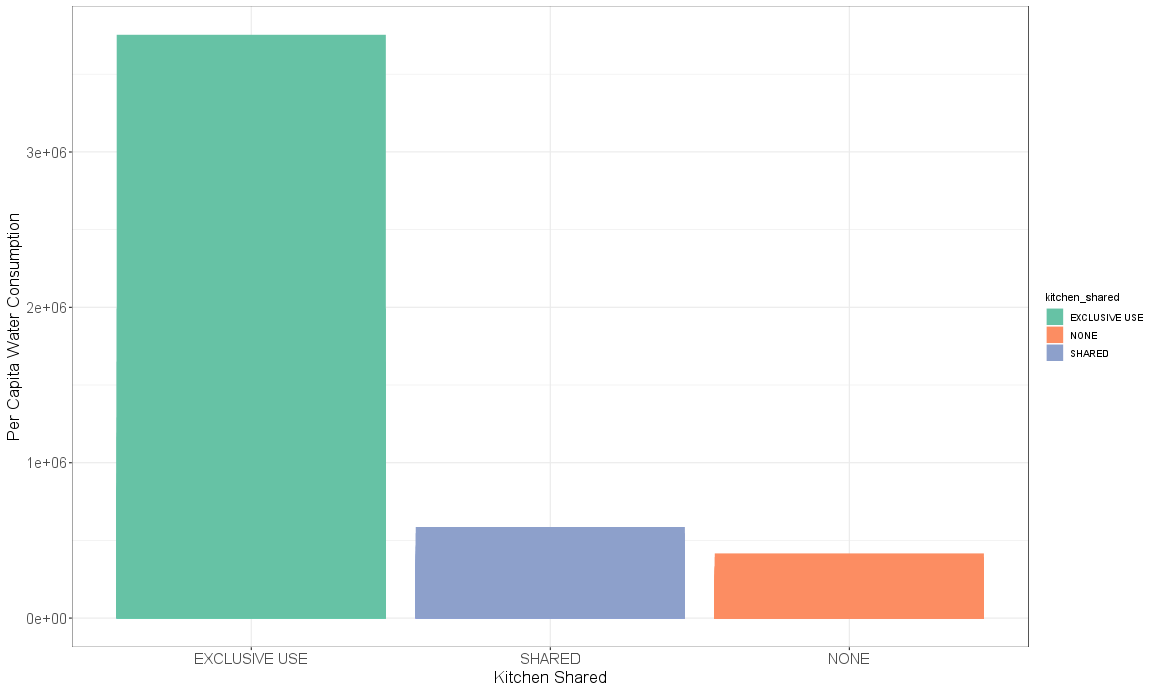 Per Capita Water Consumption
3e+06
2e+06
1e+06
0e+00
EXCLUSIVE USE
SHARED
NONE
Kitchen Shared
kitchen_shared
EXCLUSIVE USE
NONE
SHARED